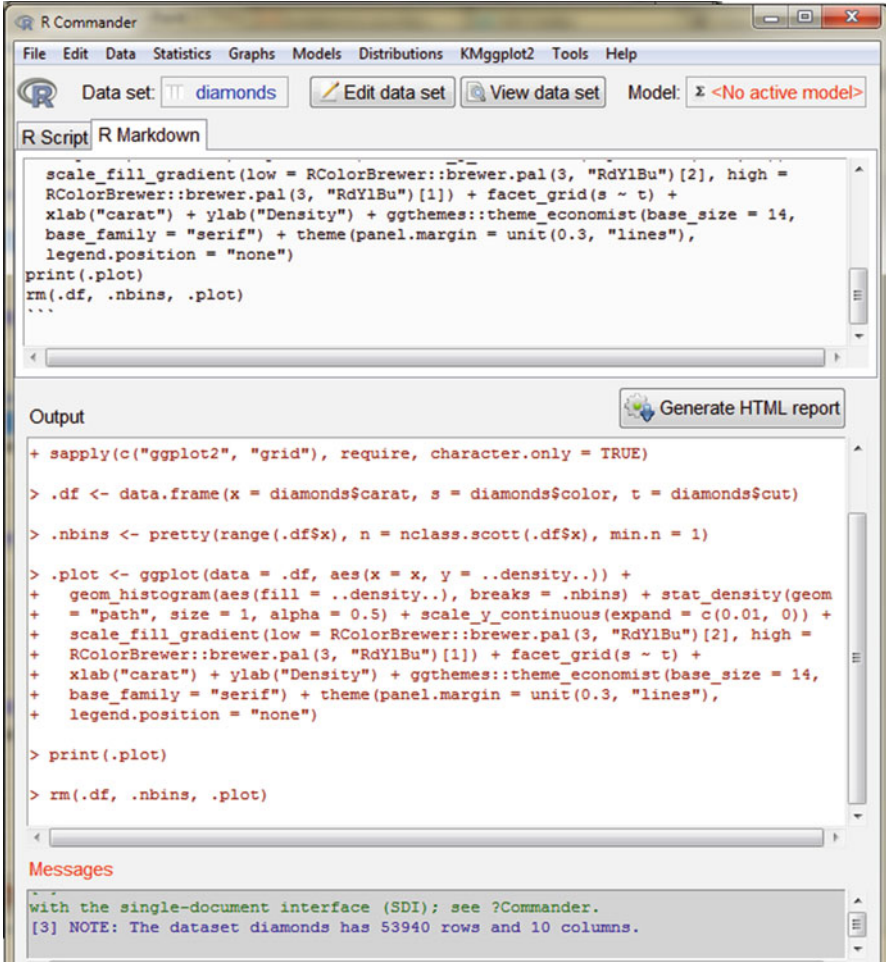 R Commander
File Edit Data Statistics Graphs Models Distributions KMggplot2 Tools Help
Data set: diamonds Edit data set View data set Model: Σ <No active model>
R Script R Markdown
scale_fill_gradient(low = RColorBrewer::brewer.pal(3, "RdYlBu")[2], high =
RColorBrewer::brewer.pal(3, "RdYlBu")[1]) + facet_grid(s ~ t) +
xlab("carat") + ylab("Density") + ggthemes::theme_economist(base_size = 14,
base_family = "serif") + theme(panel.margin = unit(0.3, "lines"),
legend.position = "none")
print(.plot)
rm(.df, .nbins, .plot)
```
Output
Generate HTML report
+ sapply(c("ggplot2", "grid"), require, character.only = TRUE)
> .df <- data.frame(x = diamonds$carat, s = diamonds$color, t = diamonds$cut)
> .nbins <- pretty(range(.df$x), n = nclass.scott(.df$x), min.n = 1)
> .plot <- ggplot(data = .df, aes(x = x, y = ..density..)) +
+ geom_histogram(aes(fill = ..density..), breaks = .nbins) + stat_density(geom
+ = "path", size = 1, alpha = 0.5) + scale_y_continuous(expand = c(0.01, 0)) +
+ scale_fill_gradient(low = RColorBrewer::brewer.pal(3, "RdYlBu")[2], high =
+ RColorBrewer::brewer.pal(3, "RdYlBu")[1]) + facet_grid(s ~ t) +
+ xlab("carat") + ylab("Density") + ggthemes::theme_economist(base_size = 14,
+ base_family = "serif") + theme(panel.margin = unit(0.3, "lines"),
+ legend.position = "none")
> print(.plot)
> rm(.df, .nbins, .plot)
Messages
with the single-document interface (SDI); see ?Commander.
[3] NOTE: The dataset diamonds has 53940 rows and 10 columns.